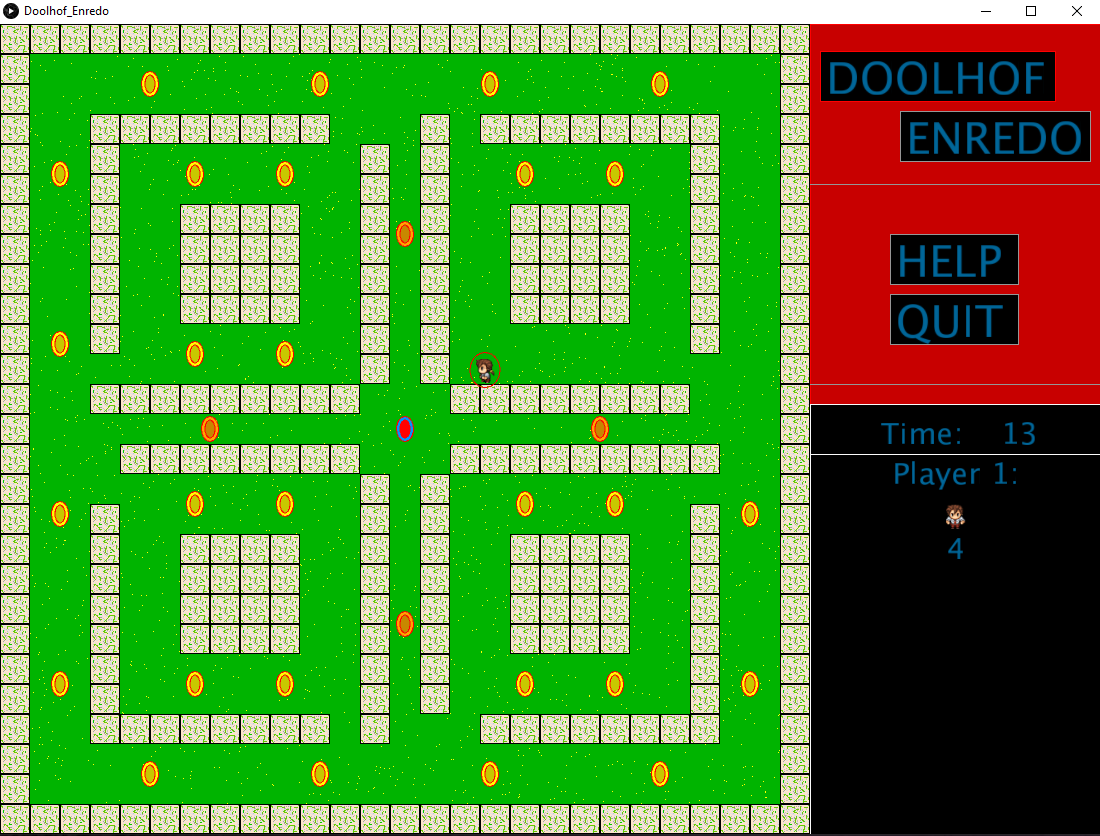 Doolhof_Enredo
DOOLHOF
ENREDO
HELP
QUIT
Time: 13
Player 1:
4